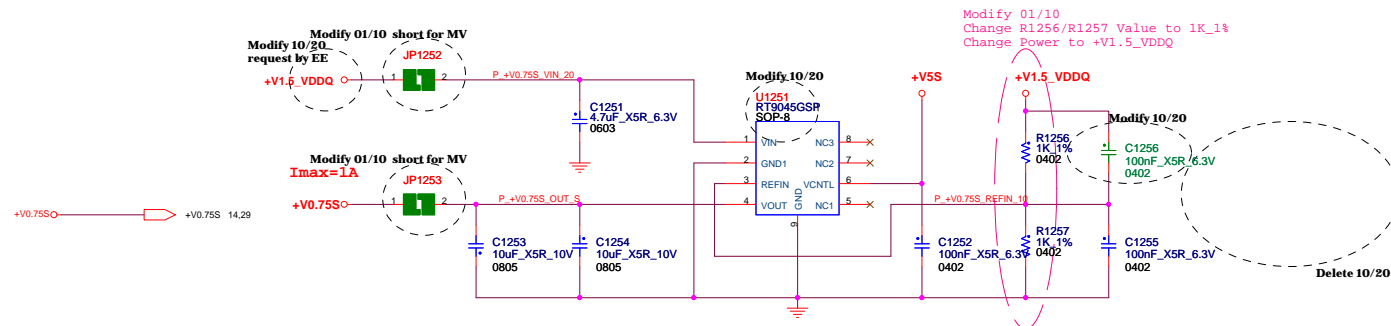 Modify 01/10
Change R1256/R1257 Value to 1K_1%
Change Power to +V1.5_VDDQ
Modify 10/20
request by EE
+V1.5_VDDQ
Modify 01/10 short for MV
JP1252
1
2
P_+V0.75S_VIN_20
C1251
4.7uF_X5R_6.3V
0603
Modify 10/20
U1251
RT9045GSP
SOP-8
1
VIN
2
GND1
3
REFIN
4
VOUT
NC3
8
NC2
7
VCNTL
6
NC1
5
GND
9
+V5S
+V1.5_VDDQ
R1256
1K_1%
0402
Modify 10/20
C1256
100nF_X5R_6.3V
0402
Modify 01/10 short for MV
Imax=1A
JP1253
+V0.75S
1
2
P_+V0.75S_OUT_S
P_+V0.75S_REFIN_10
+V0.75S
+V0.75S 14,29
C1253
10uF_X5R_10V
0805
C1254
10uF_X5R_10V
0805
C1252
100nF_X5R_6.3V
0402
R1257
1K_1%
0402
C1255
100nF_X5R_6.3V
0402
Delete 10/20